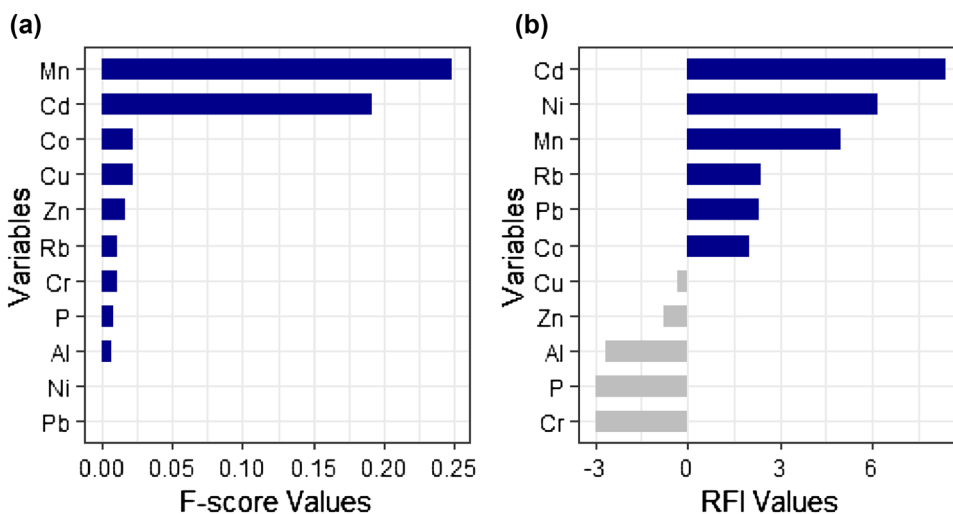 (a)
Variables
Mn
Cd
Co
Cu
Zn
Rb
Cr
P
Al
Ni
Pb
0.00 0.05 0.10 0.15 0.20 0.25
F-score Values
(b)
Variables
Cd
Ni
Mn
Rb
Pb
Co
Cu
Zn
Al
P
Cr
-3 0 3 6
RFI Values